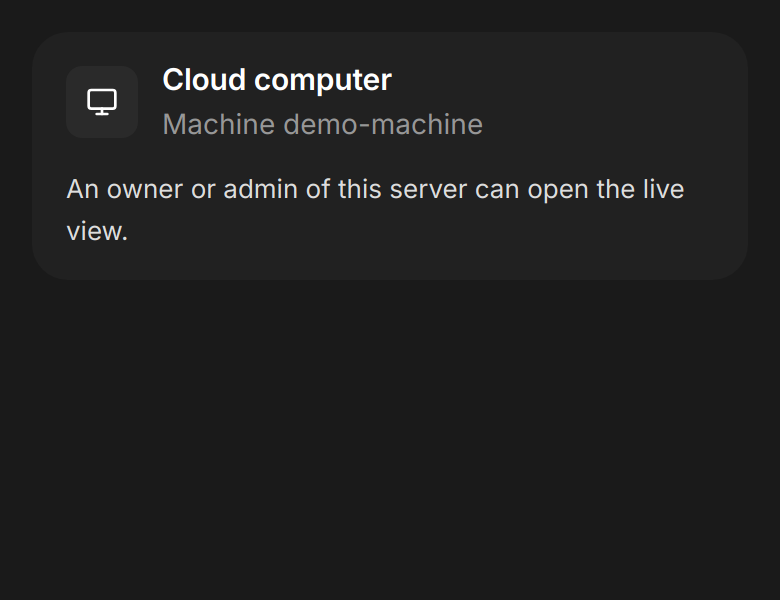 Cloud computer
Machine demo-machine
An owner or admin of this server can open the live
view.